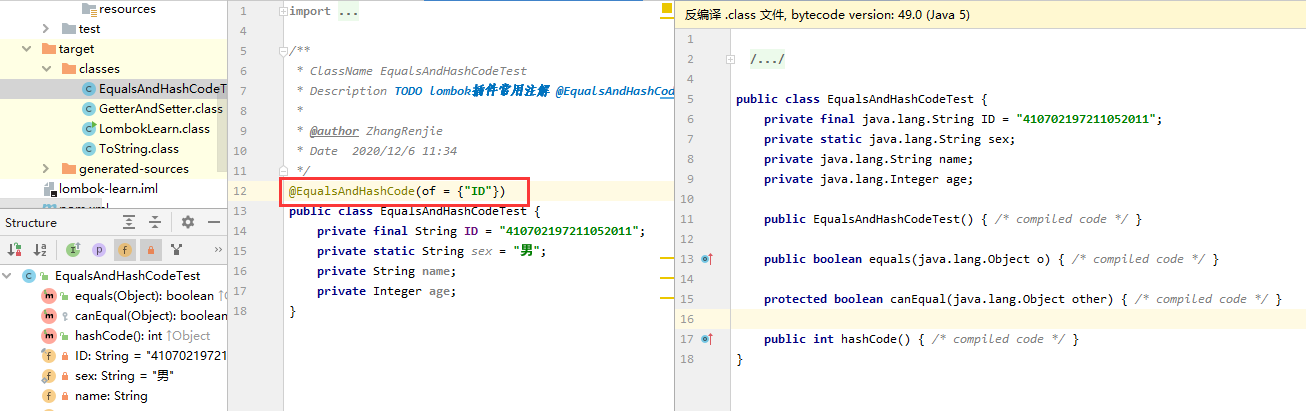 resources
test
target
classes
EqualsAndHashCodeT
GetterAndSetter.class
LombokLearn.class
ToString.class
generated-sources
lombok-learn.iml
Structure
EqualsAndHashCodeTest
equals(Object): boolean ↑O
canEqual(Object): boolean
hashCode(): int ↑Object
ID: String = "41070219721
sex: String = "男"
name: String
1 import ...
4
5 /**
6 * ClassName EqualsAndHashCodeTest
7 * Description TODO lombok插件常用注解 @EqualsAndHashCod
8 *
9 * @author ZhangRenjie
10 * Date 2020/12/6 11:34
11 */
12 @EqualsAndHashCode(of = {"ID"})
13 public class EqualsAndHashCodeTest {
14 private final String ID = "410702197211052011";
15 private static String sex = "男";
16 private String name;
17 private Integer age;
18 }
反编译 .class 文件, bytecode version: 49.0 (Java 5)
1
2 /.../
4
5 public class EqualsAndHashCodeTest {
6 private final java.lang.String ID = "410702197211052011";
7 private static java.lang.String sex;
8 private java.lang.String name;
9 private java.lang.Integer age;
10
11 public EqualsAndHashCodeTest() { /* compiled code */ }
12
13 public boolean equals(java.lang.Object o) { /* compiled code */ }
14
15 protected boolean canEqual(java.lang.Object other) { /* compiled code */ }
16
17 public int hashCode() { /* compiled code */ }
18 }